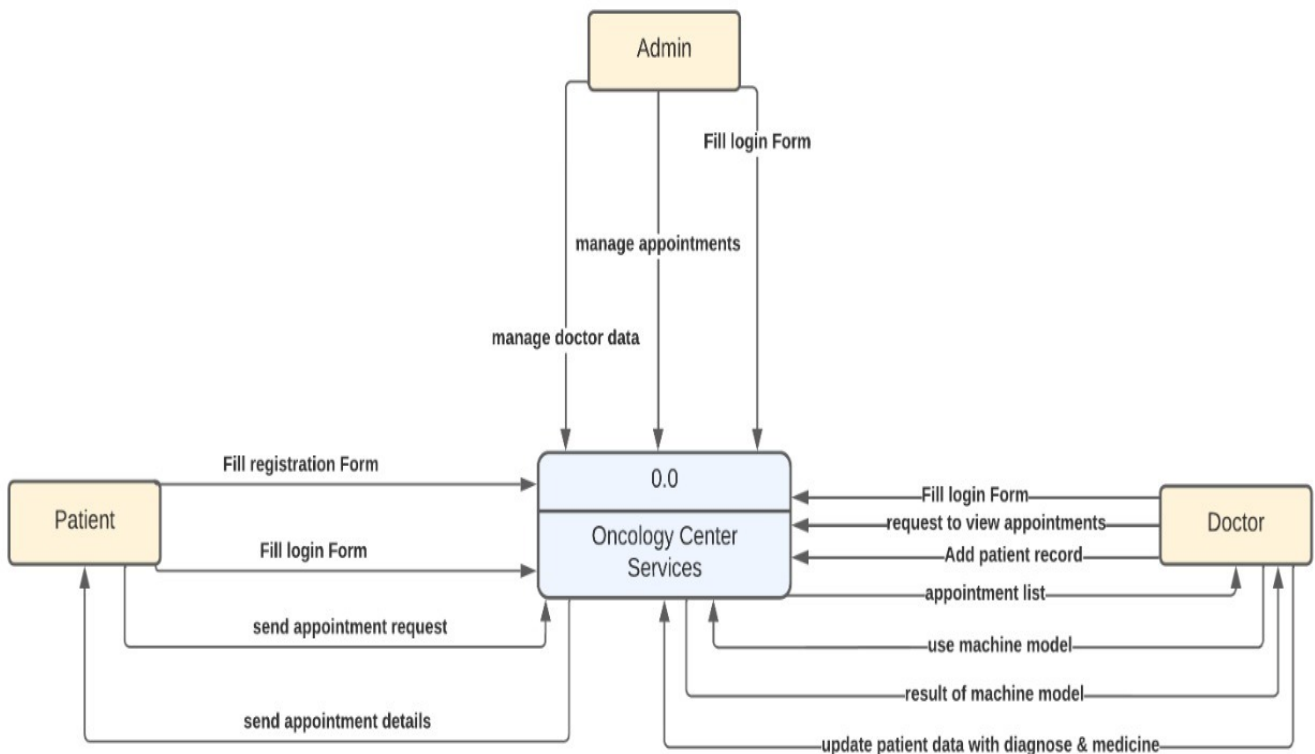 Admin
Fill login Form
manage appointments
manage doctor data
Fill registration Form
0.0
Patient
Fill login Form
Oncology Center
Services
Fill login Form
request to view appointments
Add patient record
Doctor
appointment list
send appointment request
use machine model
result of machine model
send appointment details
update patient data with diagnose & medicine